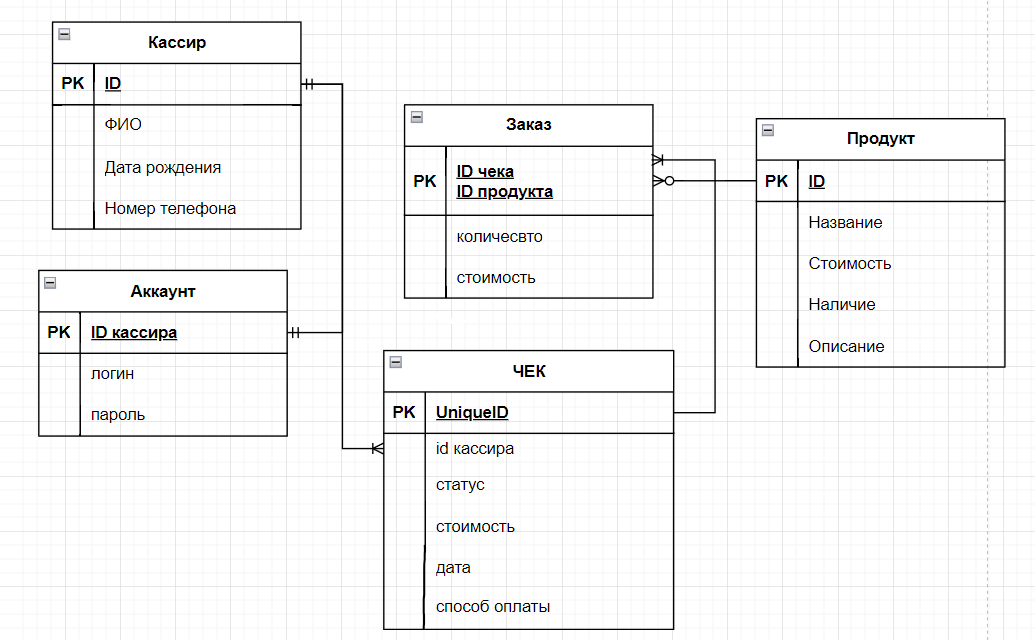 Кассир
PK ID
ФИО
Дата рождения
Номер телефона
Аккаунт
PK ID кассира
логин
пароль
Заказ
PK ID чека
ID продукта
количесвто
стоимость
ЧЕК
PK UniqueID
id кассира
статус
стоимость
дата
способ оплаты
Продукт
PK ID
Название
Стоимость
Наличие
Описание